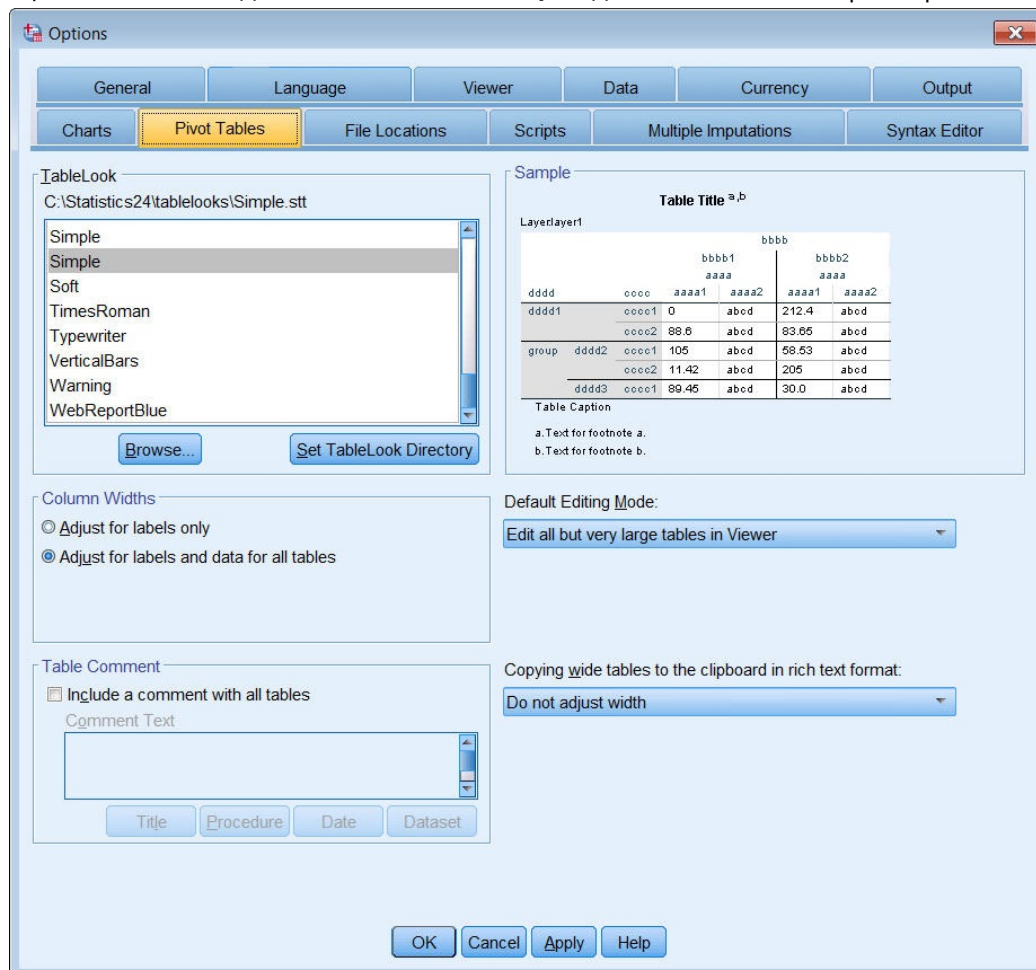 Options
General Language Viewer Data Currency Output
Charts Pivot Tables File Locations Scripts Multiple Imputations Syntax Editor
TableLook
C:\Statistics24\tablelooks\Simple.stt
Simple
Simple
Soft
TimesRoman
Typewriter
VerticalBars
Warning
WebReportBlue
Browse... Set TableLook Directory
Sample
Table Title a,b
Layerlayer1
bbbb
bbbb1 bbbb2
aaaa aaaa
dddd cccc aaaa1 aaaa2 aaaa1 aaaa2
dddd1 cccc1 0 abcd 212.4 abcd
cccc2 88.6 abcd 83.65 abcd
group dddd2 cccc1 105 abcd 58.53 abcd
cccc2 11.42 abcd 205 abcd
dddd3 cccc1 89.45 abcd 30.0 abcd
Table Caption
a.Text for footnote a.
b.Text for footnote b.
Column Widths
Adjust for labels only
Adjust for labels and data for all tables
Default Editing Mode:
Edit all but very large tables in Viewer
Table Comment
Include a comment with all tables
Comment Text
Title Procedure Date Dataset
Copying wide tables to the clipboard in rich text format:
Do not adjust width
OK Cancel Apply Help